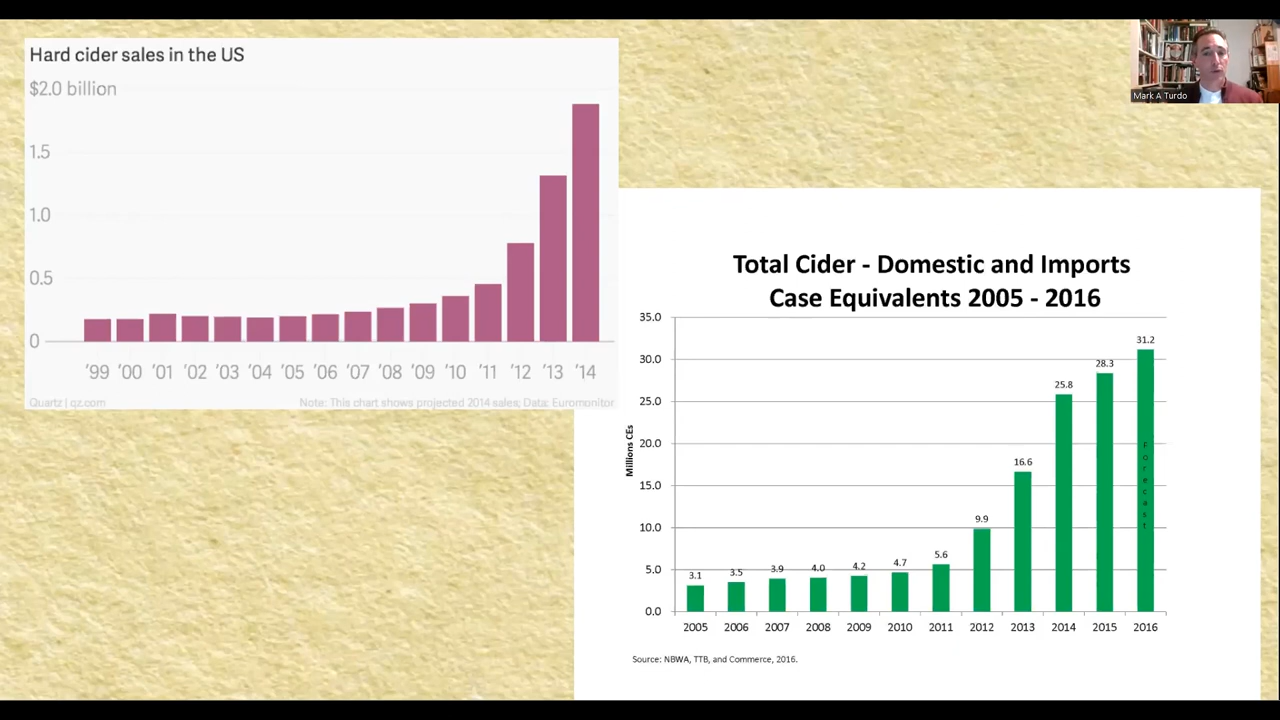 Hard cider sales in the US
$2.0 billion
1.5
1.0
0.5
0
'99 '00 '01 '02 '03 '04 '05 '06 '07 '08 '09 '10 '11 '12 '13 '14
Quartz | qz.com
Note: This chart shows projected 2014 sales; Data: Euromonitor
Mark A Turdo
Total Cider - Domestic and Imports
Case Equivalents 2005 - 2016
Millions CEs
35.0
30.0
25.0
20.0
15.0
10.0
5.0
0.0
3.1 3.5 3.9 4.0 4.2 4.7 5.6 9.9 16.6 25.8 28.3 31.2
Forecast
2005 2006 2007 2008 2009 2010 2011 2012 2013 2014 2015 2016
Source: NBWA, TTB, and Commerce, 2016.